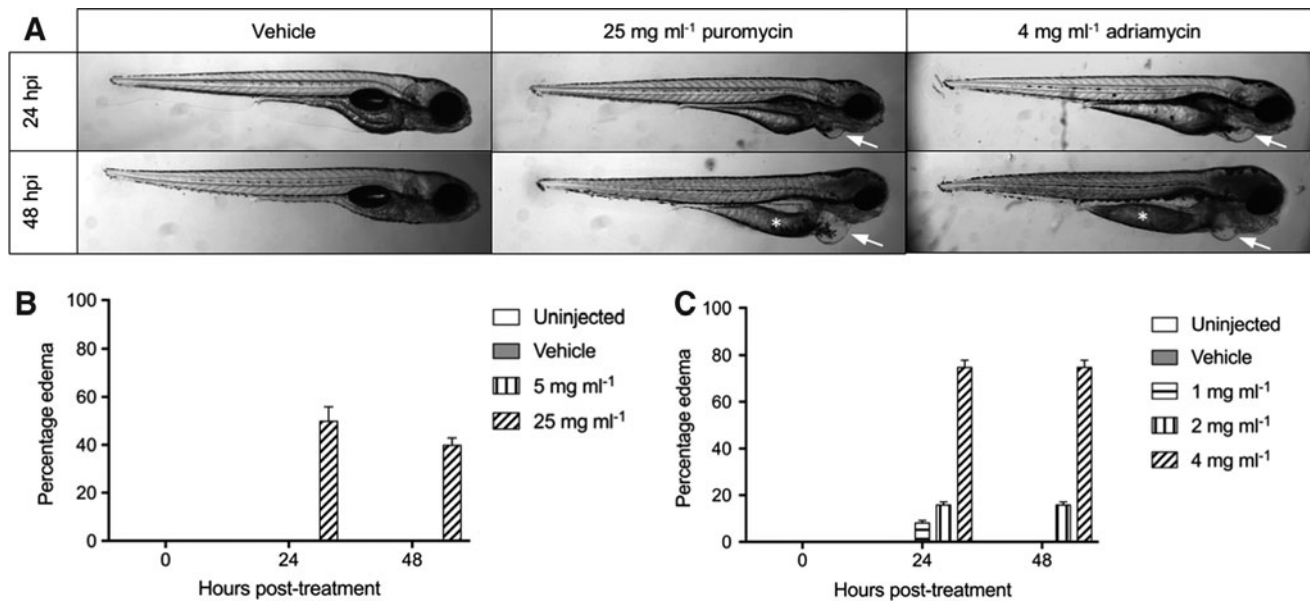 A
Vehicle
25 mg ml⁻¹ puromycin
4 mg ml⁻¹ adriamycin
24 hpi
48 hpi
*
*
B
Percentage edema
100
80
60
40
20
0
0 24 48
Hours post-treatment
Uninjected
Vehicle
5 mg ml⁻¹
25 mg ml⁻¹
C
Percentage edema
100
80
60
40
20
0
0 24 48
Hours post-treatment
Uninjected
Vehicle
1 mg ml⁻¹
2 mg ml⁻¹
4 mg ml⁻¹